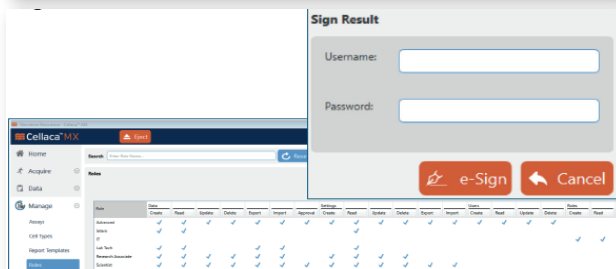 Sign Result
Username:
Password:
e-Sign
Cancel
Cellaca™MX
Eject
Home
Search
Acquire
Roles
Data
Manage
Data Settings Users Roles
Role Create Read Update Delete Export Import Approval Create Read Update Delete Export Import Create Read Update Delete Create Read
Assays
Advanced
Cell Types
Intern
IT
Report Templates
Lab Tech
Research Associate
Roles
Scientist